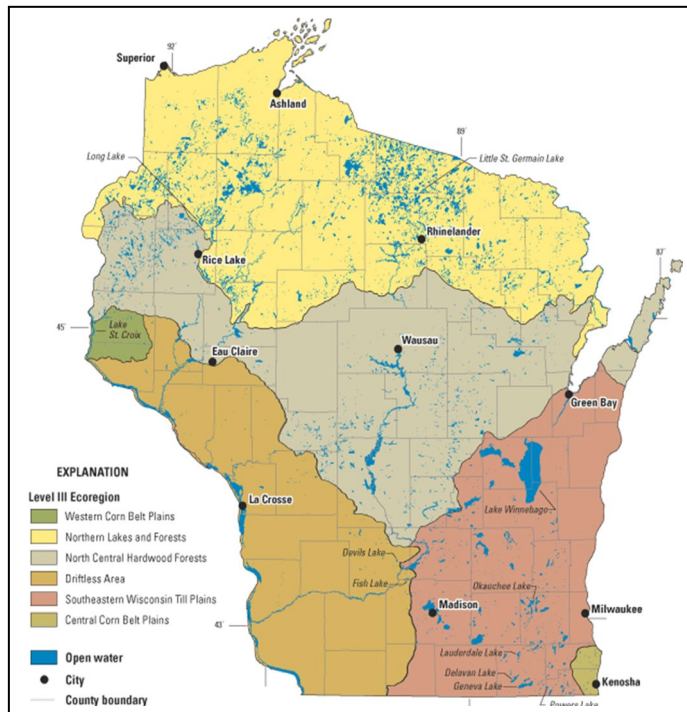 92°
Superior
Ashland
89°
Long Lake
Little St. Germain Lake
Rhinelander
87°
Rice Lake
45°
Lake
St. Croix
Wausau
Eau Claire
Green Bay
EXPLANATION
Level III Ecoregion
Western Corn Belt Plains
Northern Lakes and Forests
North Central Hardwood Forests
Driftless Area
Southeastern Wisconsin Till Plains
Central Corn Belt Plains
Open water
City
County boundary
La Crosse
Lake Winnebago
Devils Lake
Fish Lake
Okauchee Lake
Madison
Milwaukee
43°
Lauderdale Lake
Delavan Lake
Geneva Lake
Kenosha
Powers Lake